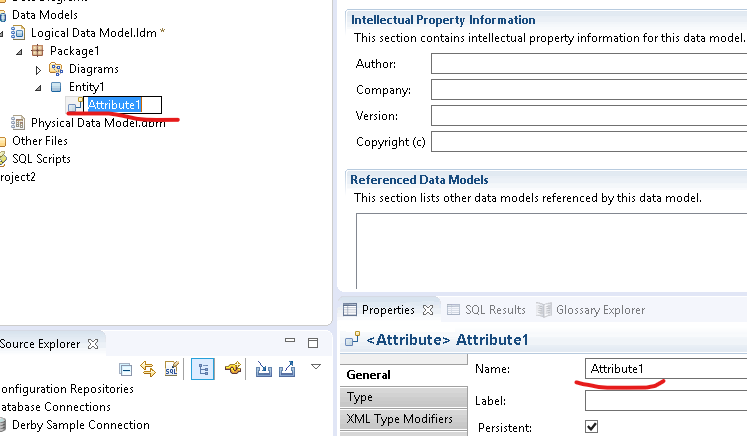 Data Models
Logical Data Model.ldm *
Package1
Diagrams
Entity1
Attribute1
Physical Data Model.dbm
Other Files
SQL Scripts
roject2
Source Explorer
SQL
onfiguration Repositories
atabase Connections
Derby Sample Connection
Intellectual Property Information
This section contains intellectual property information for this data model.
Author:
Company:
Version:
Copyright (c)
Referenced Data Models
This section lists other data models referenced by this data model.
Properties
SQL Results
Glossary Explorer
<Attribute> Attribute1
General
Type
XML Type Modifiers
Name:
Attribute1
Label:
Persistent: